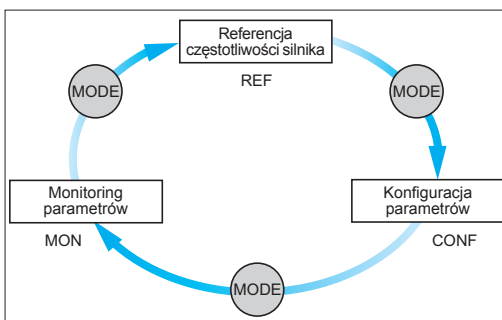 Referencja
częstotliwości silnika
REF
MODE
MODE
Monitoring
parametrów
MON
Konfiguracja
parametrów
CONF
MODE